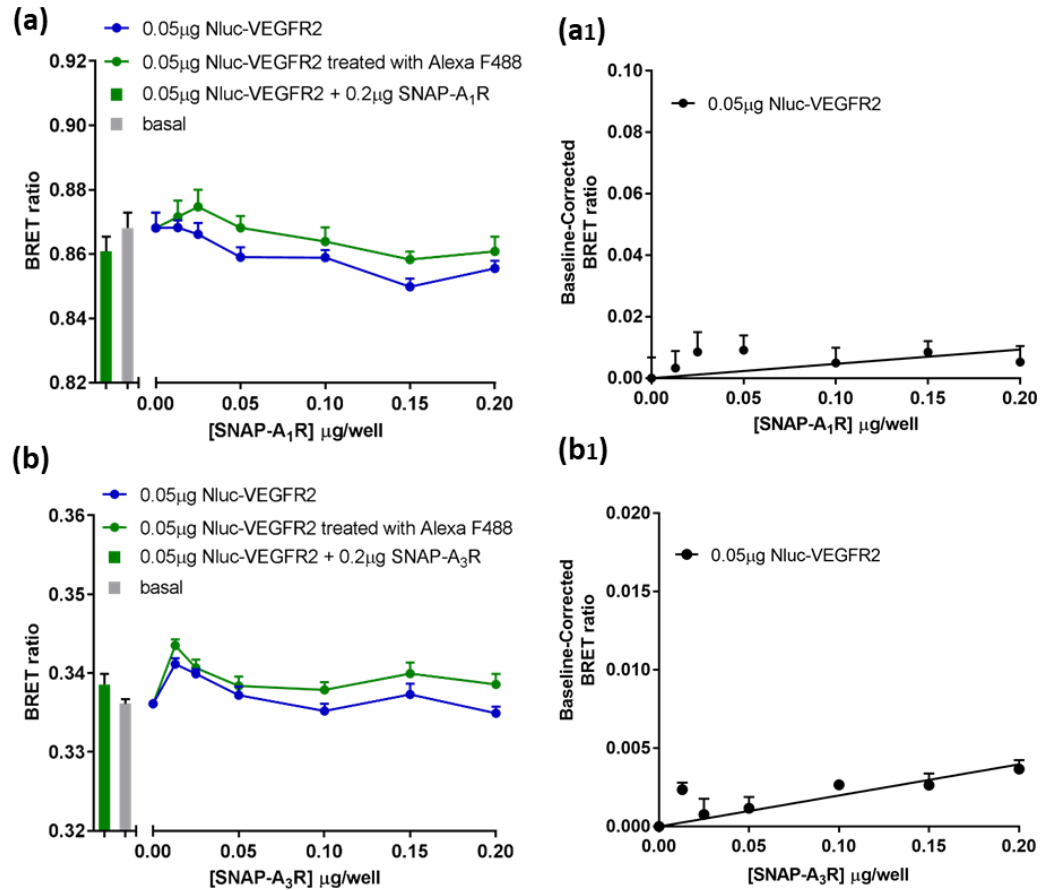 (a)
0.05μg Nluc-VEGFR2
0.05μg Nluc-VEGFR2 treated with Alexa F488
0.05μg Nluc-VEGFR2 + 0.2μg SNAP-A₁R
basal
BRET ratio
0.92
0.90
0.88
0.86
0.84
0.82
0.00 0.05 0.10 0.15 0.20
[SNAP-A₁R] μg/well
(a1)
0.05μg Nluc-VEGFR2
Baseline-Corrected
BRET ratio
0.10
0.08
0.06
0.04
0.02
0.00
0.00 0.05 0.10 0.15 0.20
[SNAP-A₁R] μg/well
(b)
0.05μg Nluc-VEGFR2
0.05μg Nluc-VEGFR2 treated with Alexa F488
0.05μg Nluc-VEGFR2 + 0.2μg SNAP-A₃R
basal
BRET ratio
0.36
0.35
0.34
0.33
0.32
0.00 0.05 0.10 0.15 0.20
[SNAP-A₃R] μg/well
(b1)
0.05μg Nluc-VEGFR2
Baseline-Corrected
BRET ratio
0.020
0.015
0.010
0.005
0.000
0.00 0.05 0.10 0.15 0.20
[SNAP-A₃R] μg/well